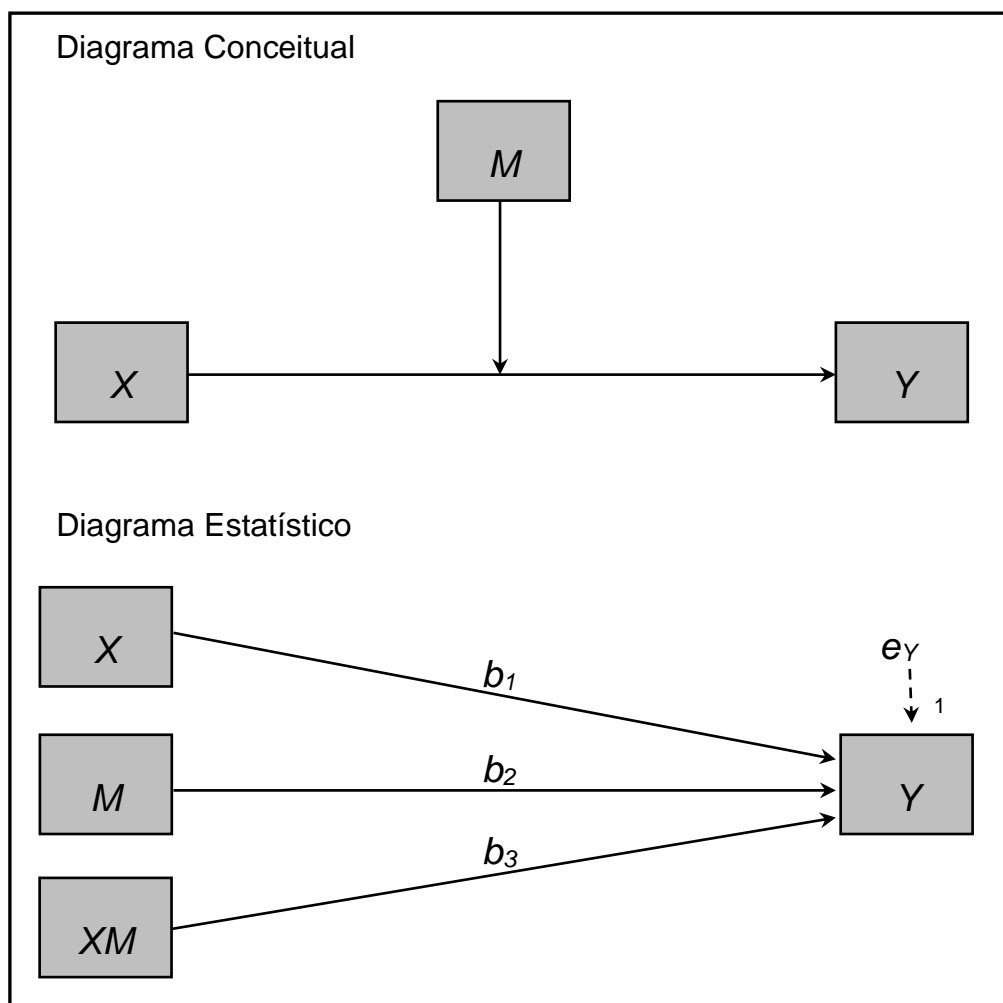 Diagrama Conceitual
M
X
Y
Diagrama Estatístico
X
b1
eY
1
M
b2
Y
b3
XM